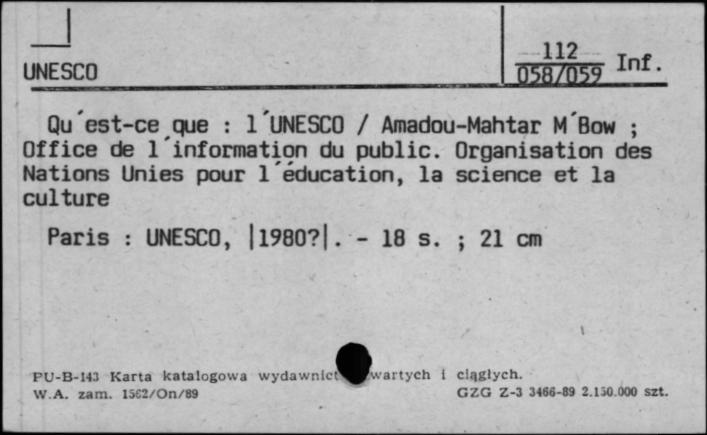 112
UNESCO 058/059 Inf.
Qu´est-ce que : l´UNESCO / Amadou-Mahtar M´Bow ;
Office de l´information du public. Organisation des
Nations Unies pour l´éducation, la science et la
culture
Paris : UNESCO, |1980?|. - 18 s. ; 21 cm
PU-B-143 Karta katalogowa wydawnict wartych i ciągłych.
W.A. zam. 1562/On/89 GZG Z-3 3466-89 2.150.000 szt.